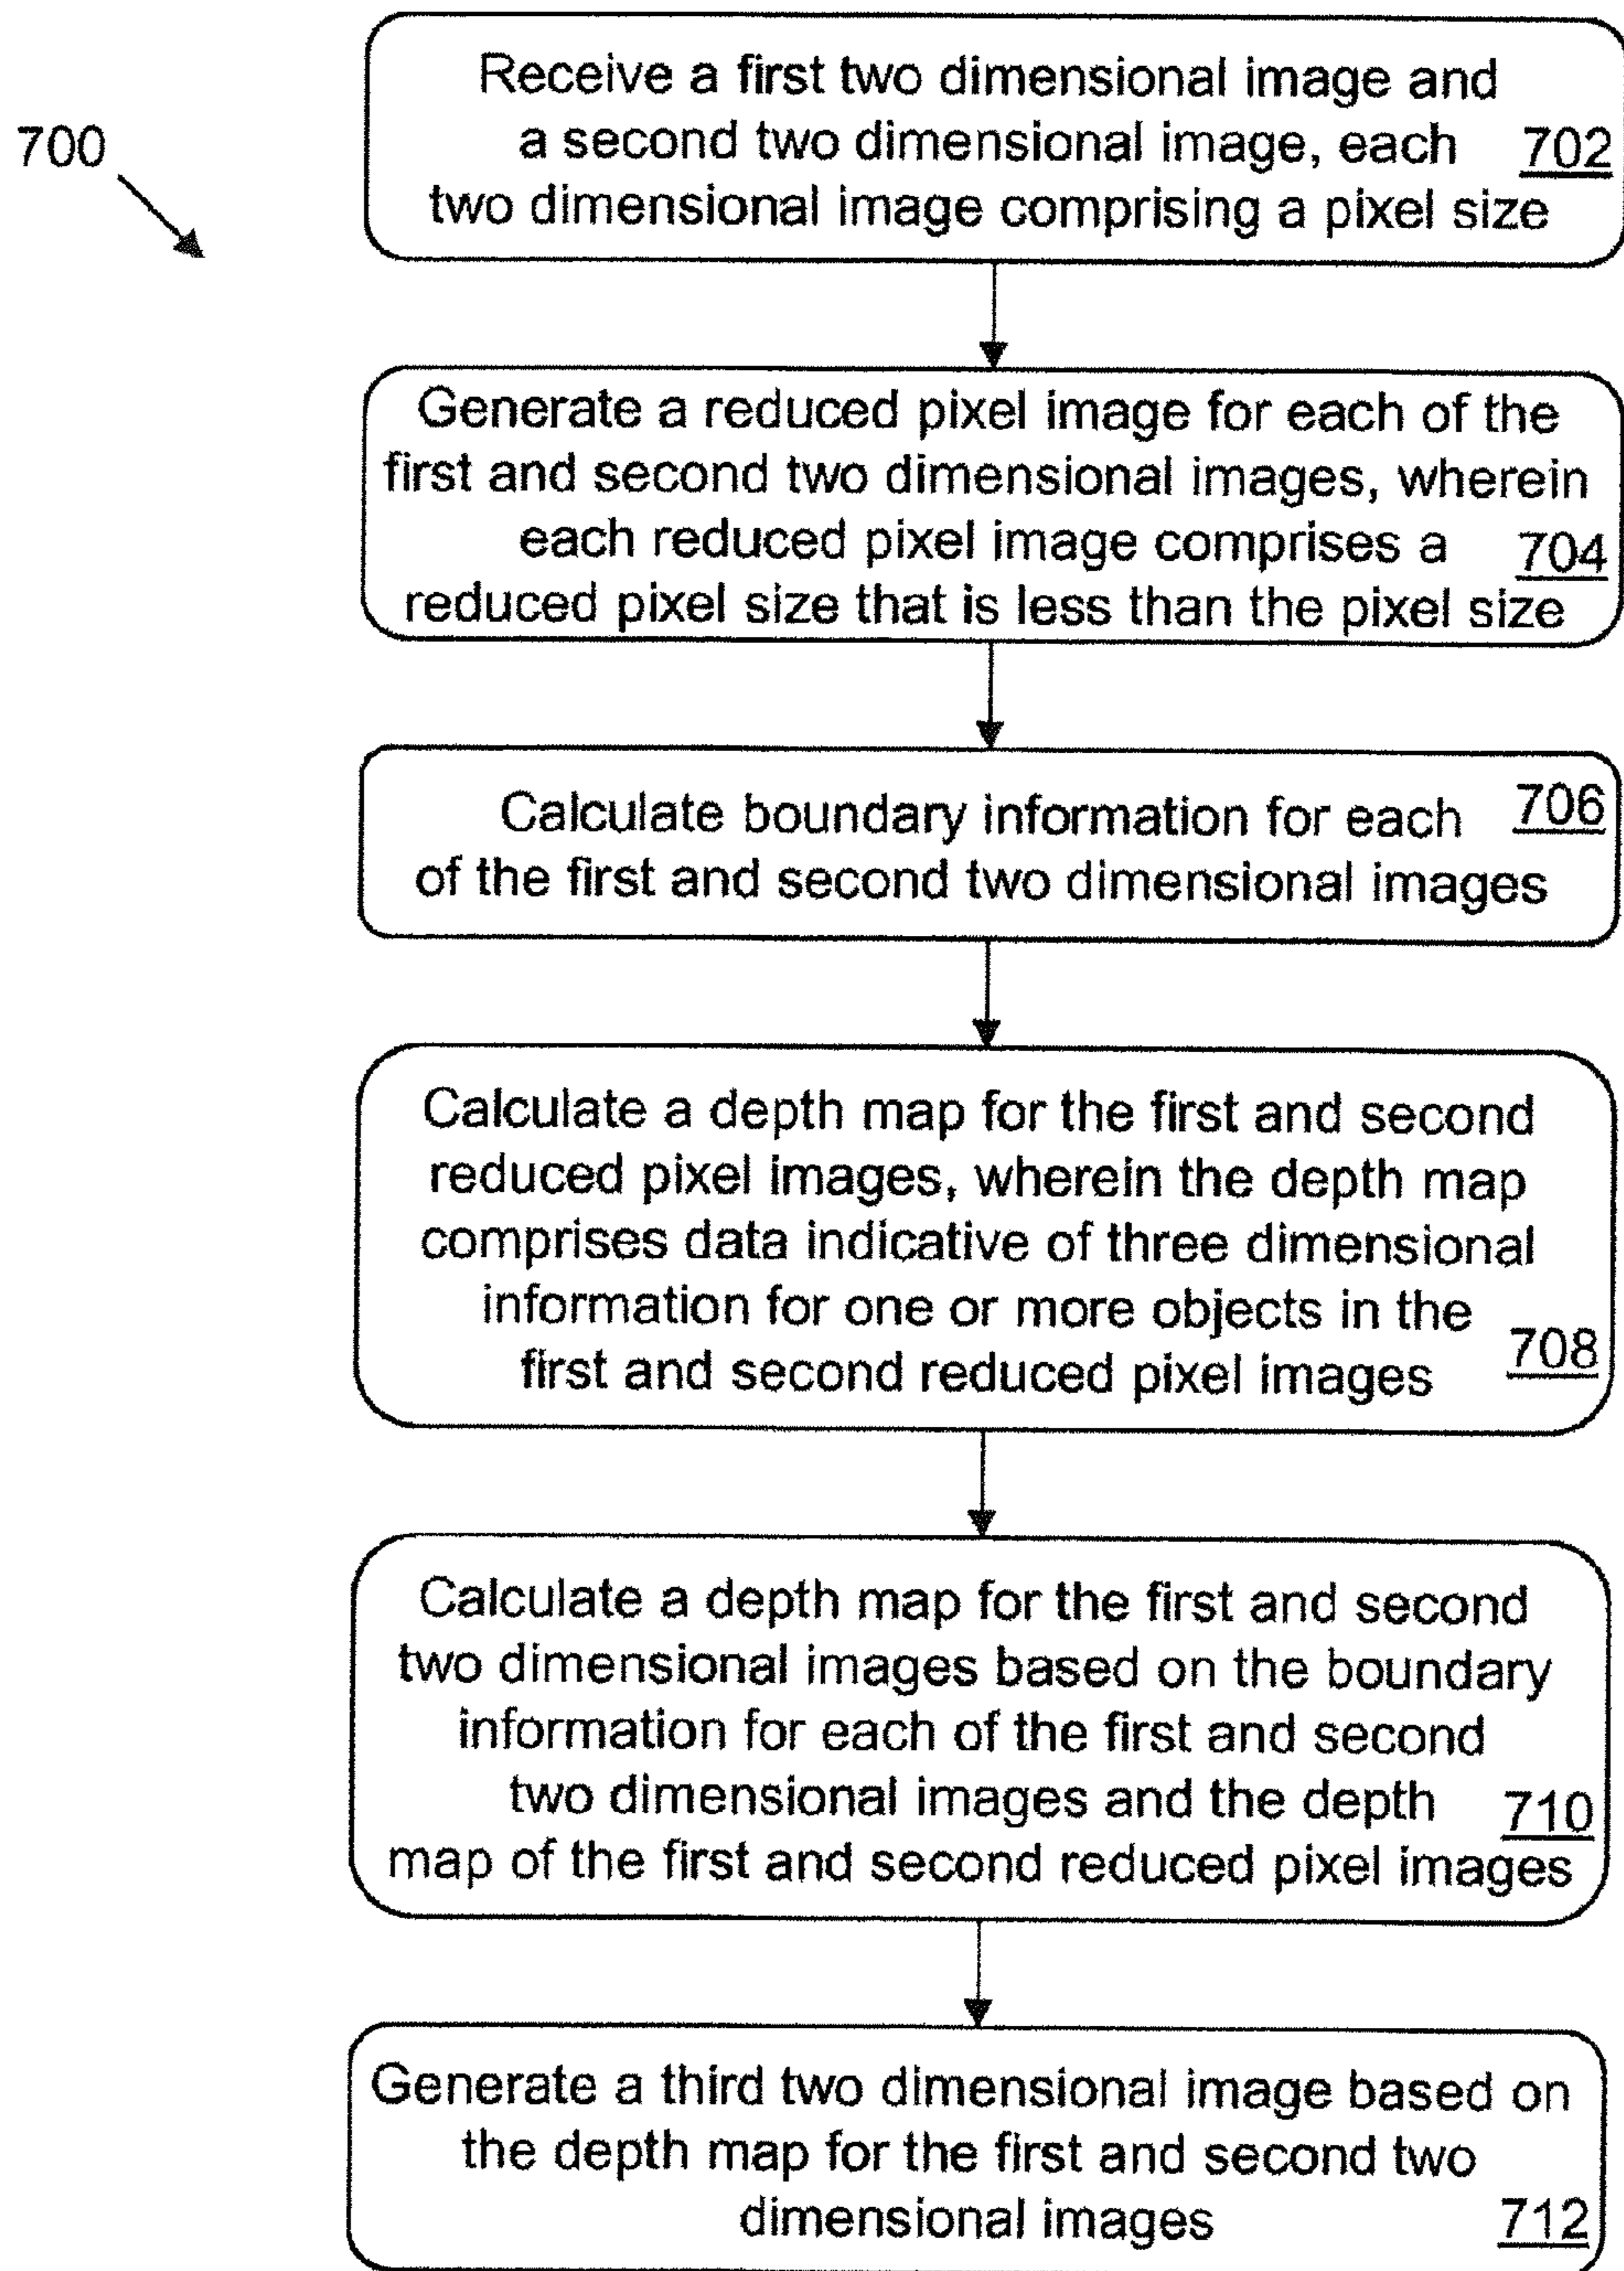 700
Receive a first two dimensional image and
a second two dimensional image, each 702
two dimensional image comprising a pixel size
Generate a reduced pixel image for each of the
first and second two dimensional images, wherein
each reduced pixel image comprises a 704
reduced pixel size that is less than the pixel size
Calculate boundary information for each 706
of the first and second two dimensional images
Calculate a depth map for the first and second
reduced pixel images, wherein the depth map
comprises data indicative of three dimensional
information for one or more objects in the
first and second reduced pixel images 708
Calculate a depth map for the first and second
two dimensional images based on the boundary
information for each of the first and second
two dimensional images and the depth 710
map of the first and second reduced pixel images
Generate a third two dimensional image based on
the depth map for the first and second two
dimensional images 712